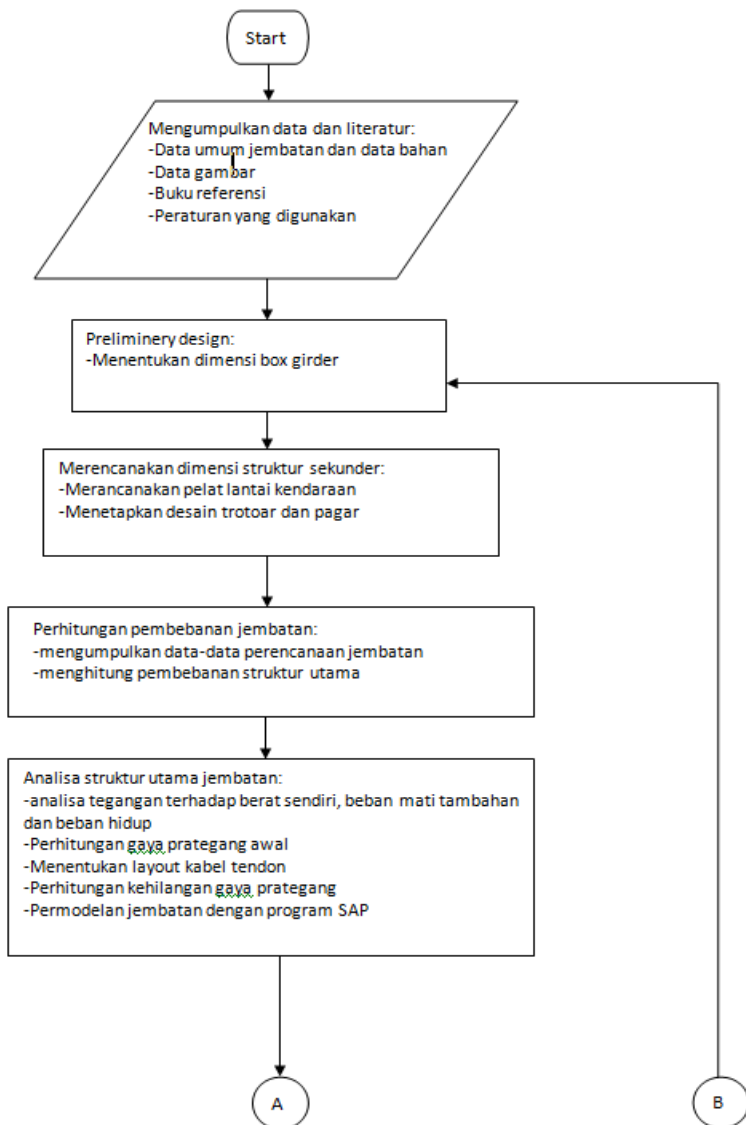 Start
Mengumpulkan data dan literatur:
-Data umum jembatan dan data bahan
-Data gambar
-Buku referensi
-Peraturan yang digunakan
Preliminery design:
-Menentukan dimensi box girder
Merencanakan dimensi struktur sekunder:
-Merancanakan pelat lantai kendaraan
-Menetapkan desain trotoar dan pagar
Perhitungan pembebanan jembatan:
-mengumpulkan data-data perencanaan jembatan
-menghitung pembebanan struktur utama
Analisa struktur utama jembatan:
-analisa tegangan terhadap berat sendiri, beban mati tambahan
dan beban hidup
-Perhitungan gaya prategang awal
-Menentukan layout kabel tendon
-Perhitungan kehilangan gaya prategang
-Permodelan jembatan dengan program SAP
A
B